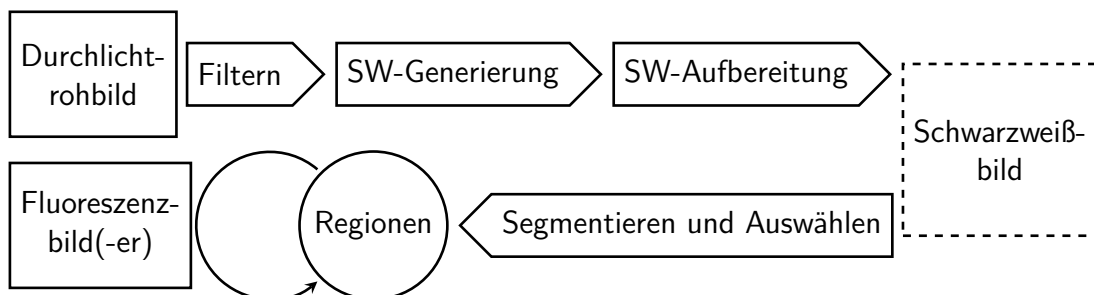 Durchlicht-
rohbild
Filtern
SW-Generierung
SW-Aufbereitung
Schwarzweiß-
bild
Fluoreszenz-
bild(-er)
Regionen
Segmentieren und Auswählen